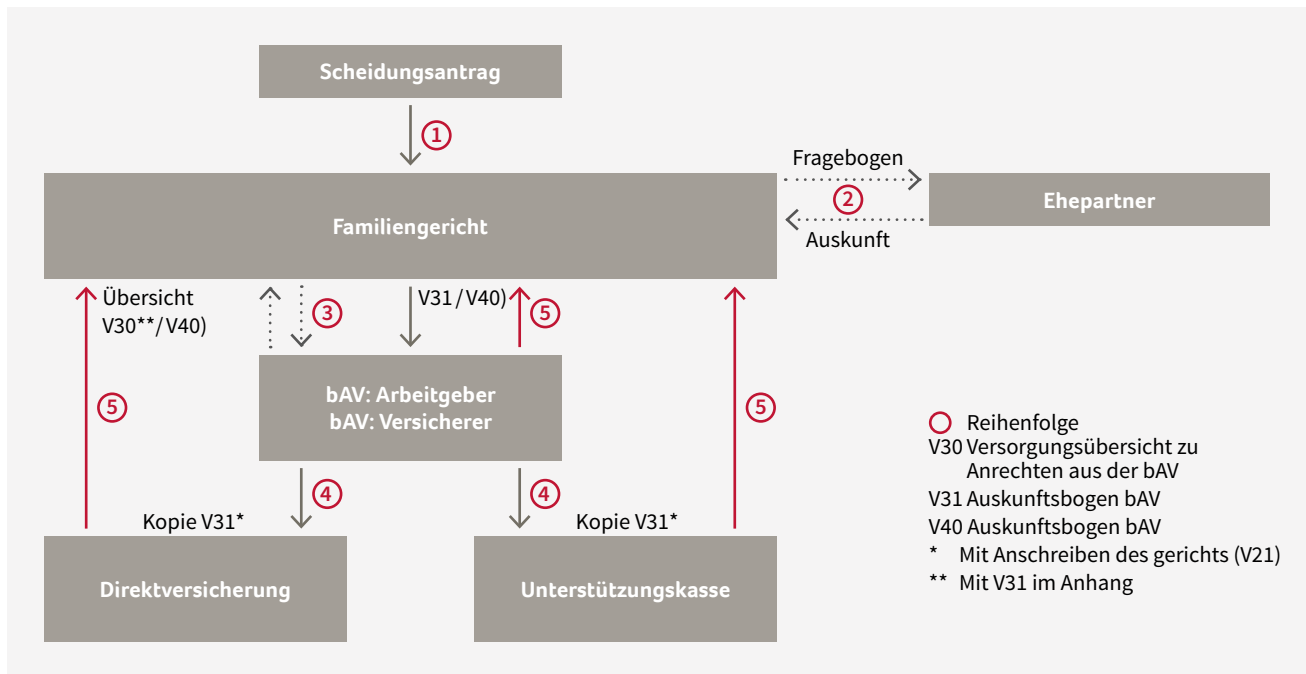 Scheidungsantrag
1
Fragebogen
Familiengericht
2
Ehepartner
Auskunft
Übersicht
V30**/V40)
3
V31/V40)
5
bAV: Arbeitgeber
bAV: Versicherer
5
5
4
4
Kopie V31*
Kopie V31*
Direktversicherung
Unterstützungskasse
Reihenfolge
V30 Versorgungsübersicht zu
Anrechten aus der bAV
V31 Auskunftsbogen bAV
V40 Auskunftsbogen bAV
* Mit Anschreiben des gerichts (V21)
** Mit V31 im Anhang